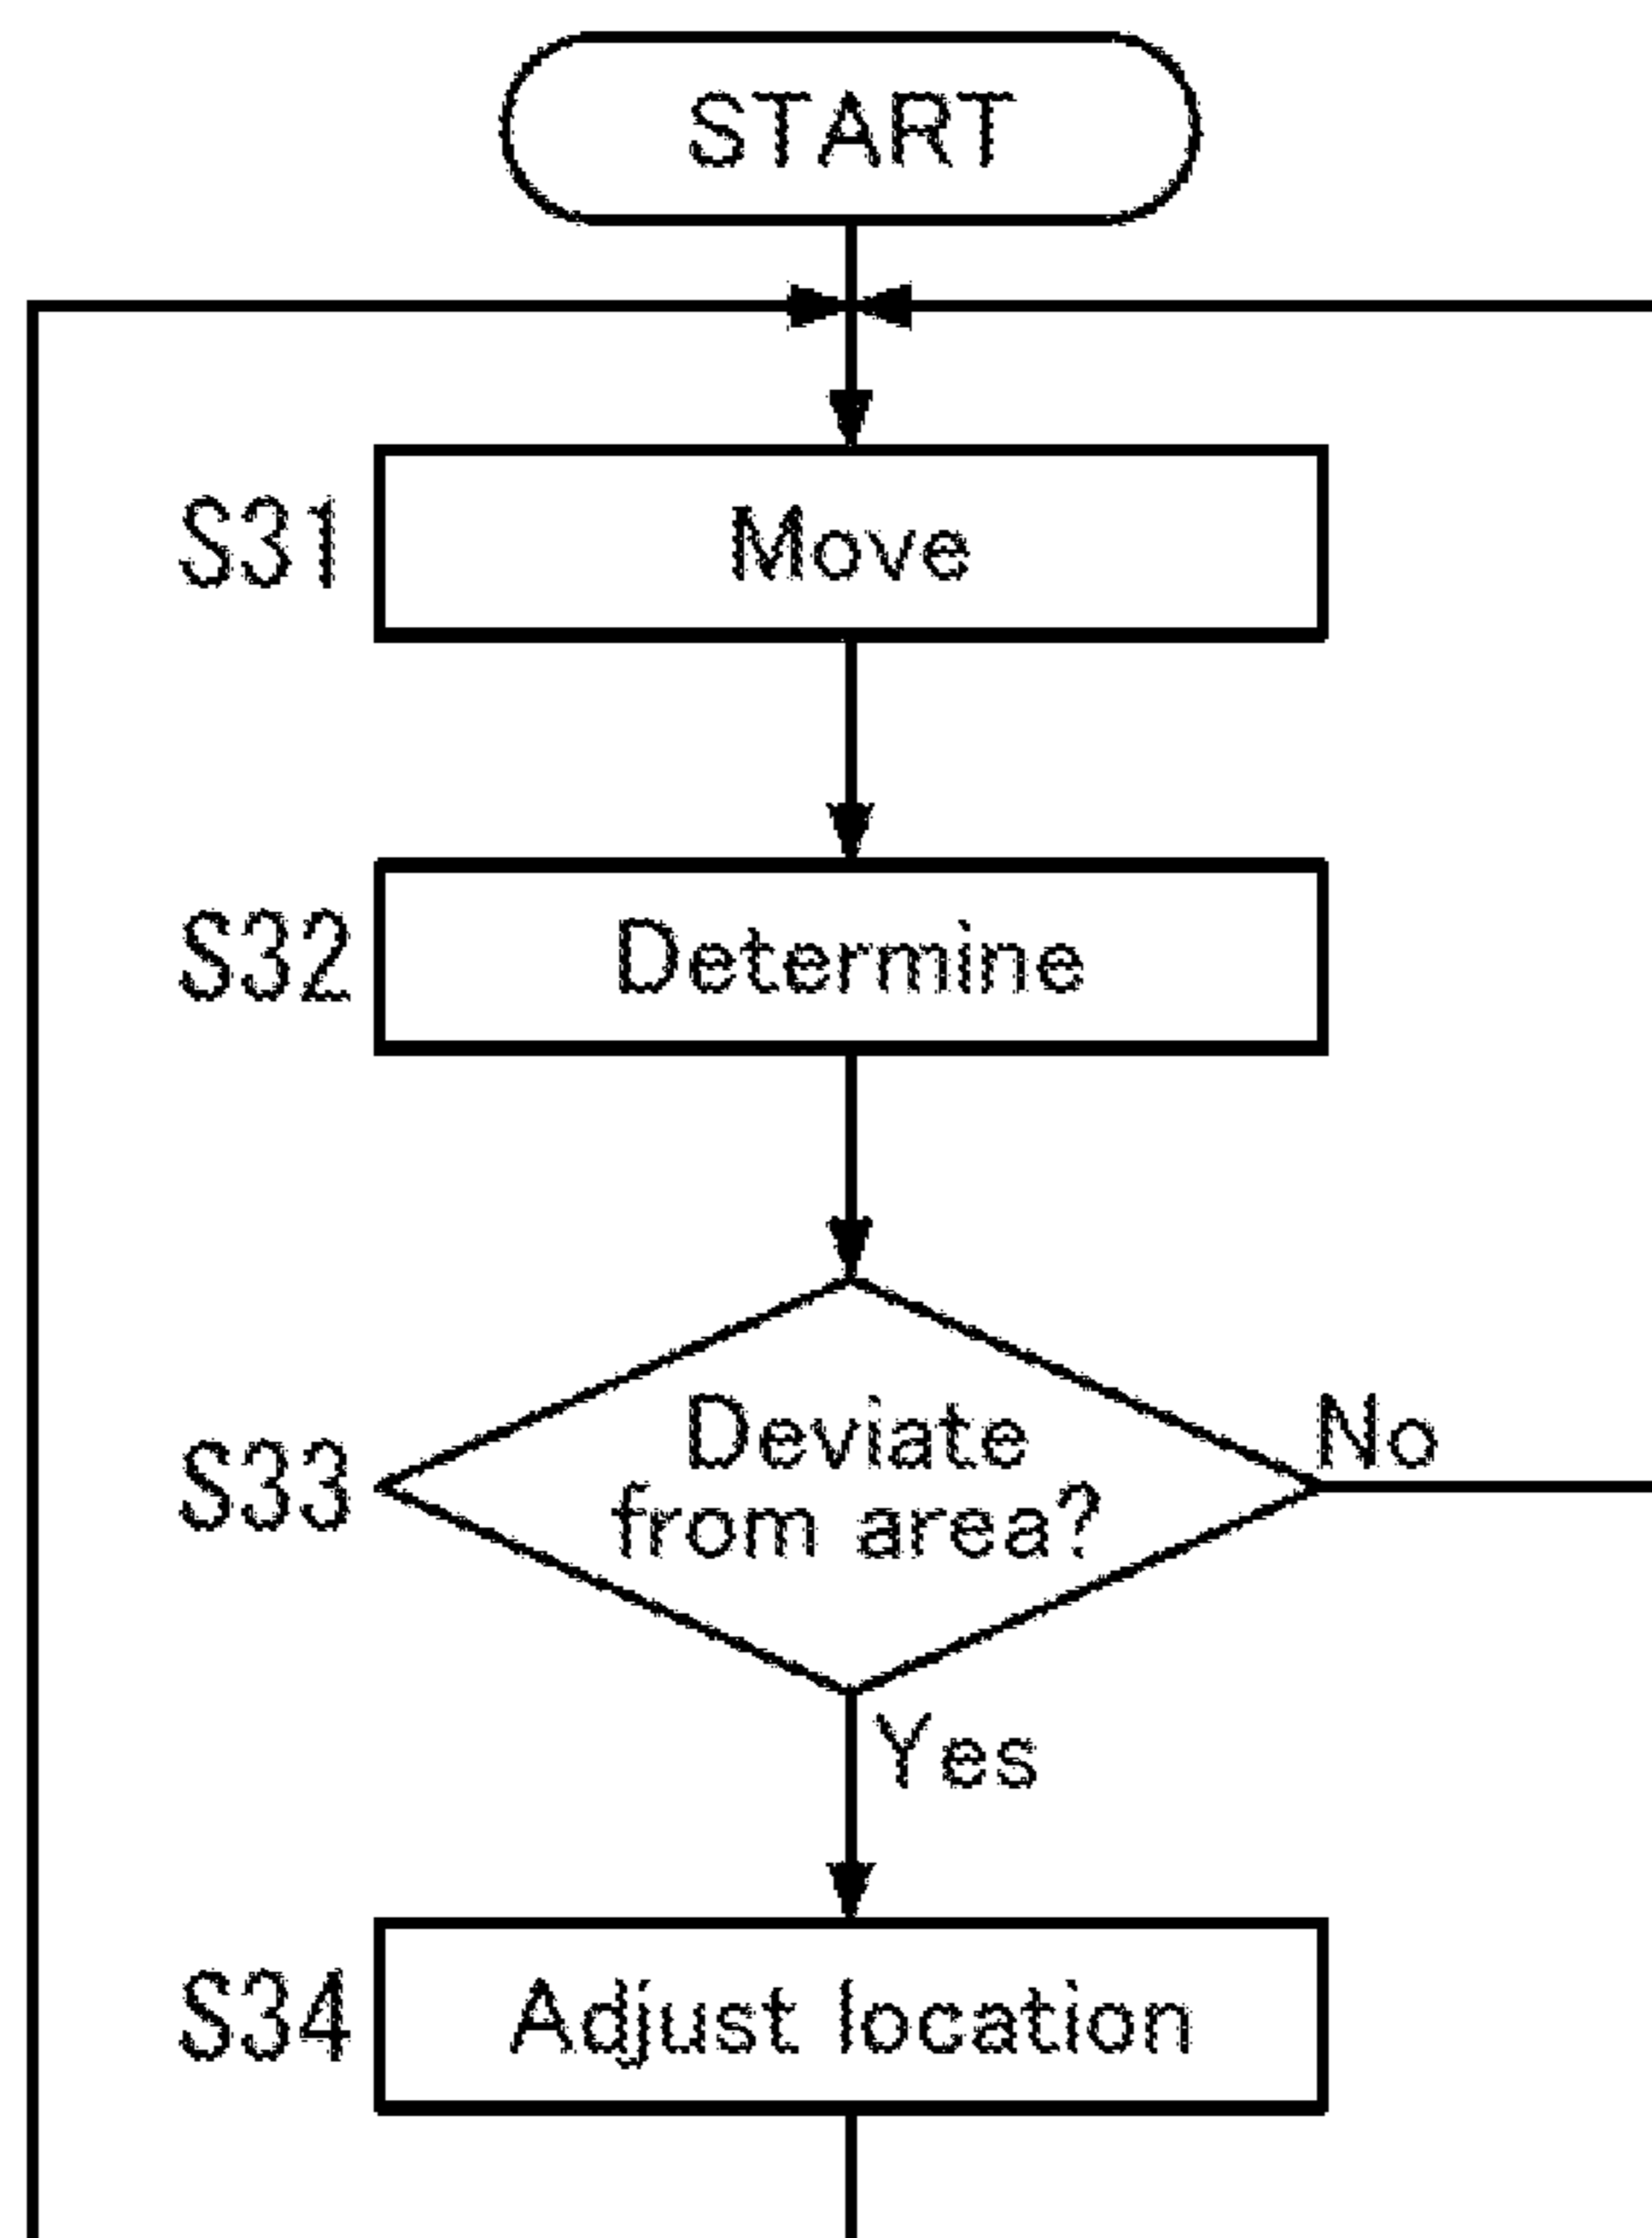 START
S31
Move
S32
Determine
S33
Deviate
from area?
No
Yes
S34
Adjust location